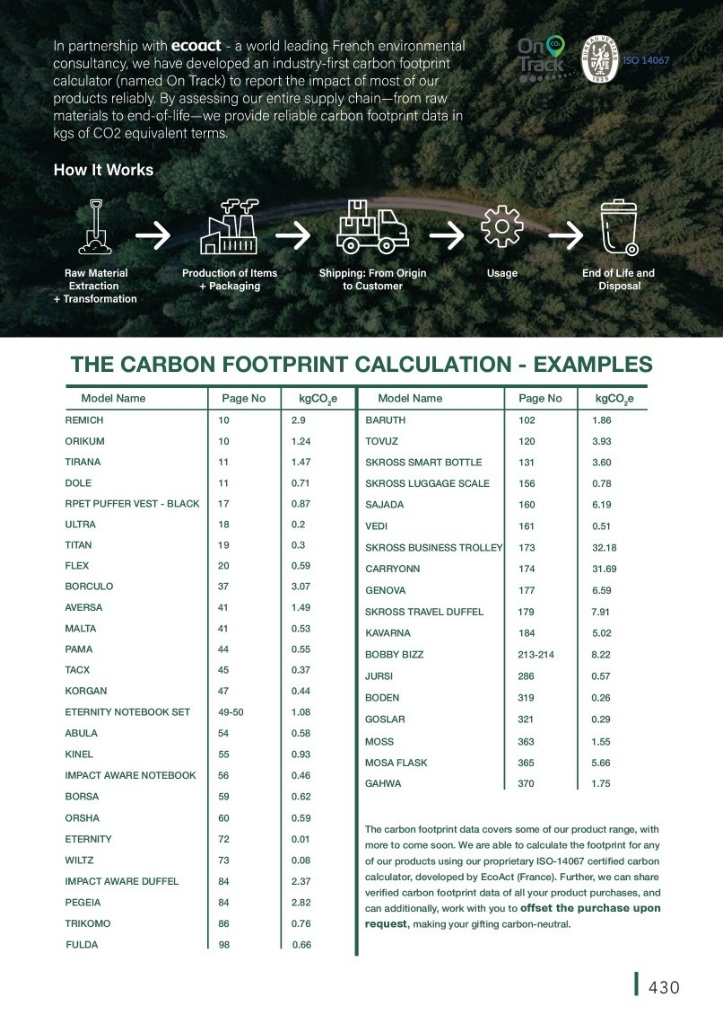 In partnership with ecoact - a world leading French environmental
consultancy, we have developed an industry-first carbon footprint
calculator (named On Track) to report the impact of most of our
products reliably. By assessing our entire supply chain—from raw
materials to end-of-life—we provide reliable carbon footprint data in
kgs of CO2 equivalent terms.
On
CO₂
Track
BUREAU VERITAS
1828
ISO 14067
How It Works
Raw Material
Extraction
+ Transformation
Production of Items
+ Packaging
Shipping: From Origin
to Customer
Usage
End of Life and
Disposal
THE CARBON FOOTPRINT CALCULATION - EXAMPLES
Model Name Page No kgCO₂e
REMICH 10 2.9
ORIKUM 10 1.24
TIRANA 11 1.47
DOLE 11 0.71
RPET PUFFER VEST - BLACK 17 0.87
ULTRA 18 0.2
TITAN 19 0.3
FLEX 20 0.59
BORCULO 37 3.07
AVERSA 41 1.49
MALTA 41 0.53
PAMA 44 0.55
TACX 45 0.37
KORGAN 47 0.44
ETERNITY NOTEBOOK SET 49-50 1.08
ABULA 54 0.58
KINEL 55 0.93
IMPACT AWARE NOTEBOOK 56 0.46
BORSA 59 0.62
ORSHA 60 0.59
ETERNITY 72 0.01
WILTZ 73 0.08
IMPACT AWARE DUFFEL 84 2.37
PEGEIA 84 2.82
TRIKOMO 86 0.76
FULDA 98 0.66
Model Name Page No kgCO₂e
BARUTH 102 1.86
TOVUZ 120 3.93
SKROSS SMART BOTTLE 131 3.60
SKROSS LUGGAGE SCALE 156 0.78
SAJADA 160 6.19
VEDI 161 0.51
SKROSS BUSINESS TROLLEY 173 32.18
CARRYONN 174 31.69
GENOVA 177 6.59
SKROSS TRAVEL DUFFEL 179 7.91
KAVARNA 184 5.02
BOBBY BIZZ 213-214 8.22
JURSI 286 0.57
BODEN 319 0.26
GOSLAR 321 0.29
MOSS 363 1.55
MOSA FLASK 365 5.66
GAHWA 370 1.75
The carbon footprint data covers some of our product range, with
more to come soon. We are able to calculate the footprint for any
of our products using our proprietary ISO-14067 certified carbon
calculator, developed by EcoAct (France). Further, we can share
verified carbon footprint data of all your product purchases, and
can additionally, work with you to offset the purchase upon
request, making your gifting carbon-neutral.
430